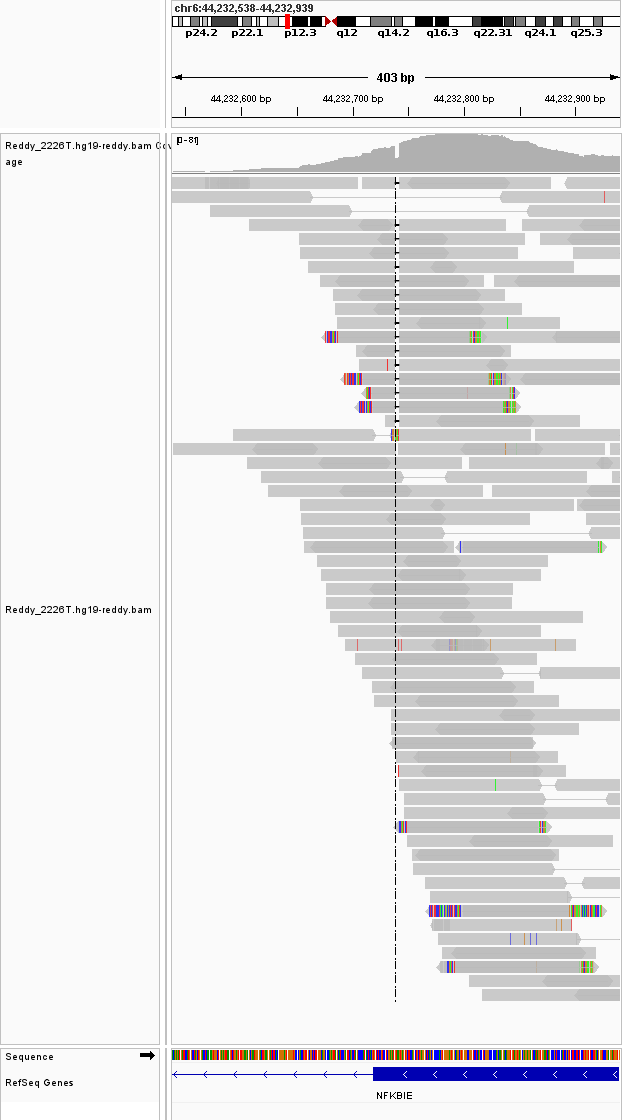 chr6:44,232,538-44,232,939
p24.2 p22.1 p12.3 q12 q14.2 q16.3 q22.31 q24.1 q25.3
403 bp
44,232,600 bp 44,232,700 bp 44,232,800 bp 44,232,900 bp
[0-81]
Reddy_2226T.hg19-reddy.bam Cov
age
Reddy_2226T.hg19-reddy.bam
Sequence
RefSeq Genes
NFKBIE